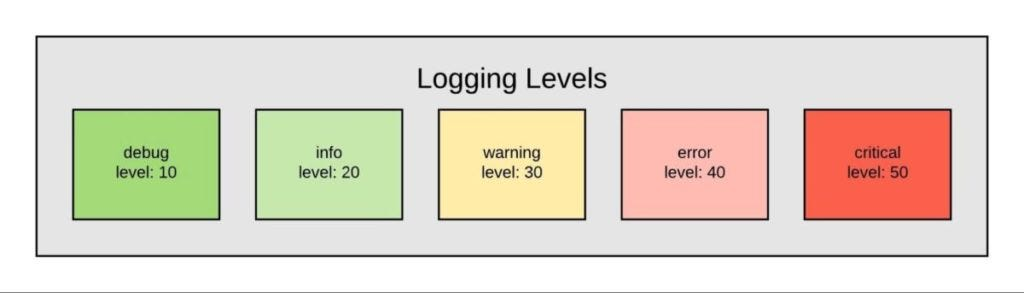 Logging Levels
debug
level: 10
info
level: 20
warning
level: 30
error
level: 40
critical
level: 50